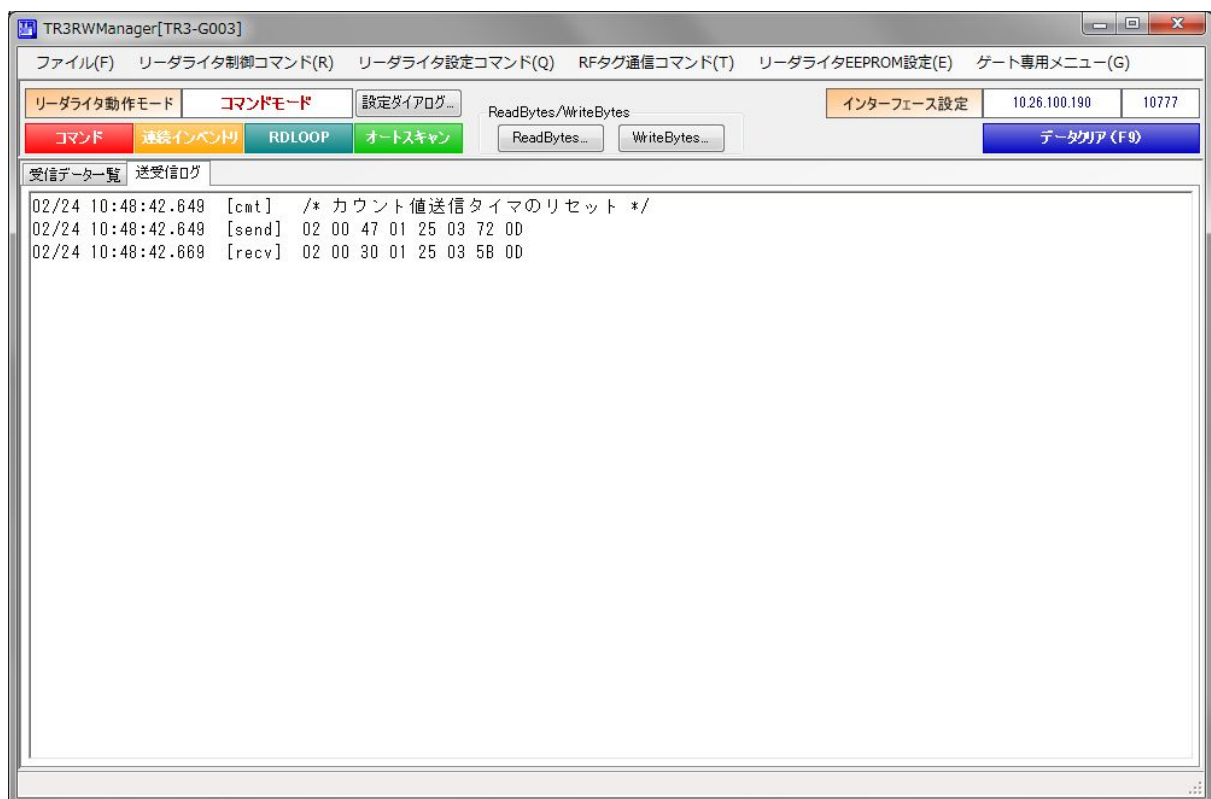 TR3RWManager[TR3-G003]
ファイル(F) リーダライタ制御コマンド(R) リーダライタ設定コマンド(Q) RFタグ通信コマンド(T) リーダライタEEPROM設定(E) ゲート専用メニュー(G)
リーダライタ動作モード コマンドモード 設定ダイアログ... ReadBytes/WriteBytes インターフェース設定 10.26.100.190 10777
コマンド 連続インベントリ RDLOOP オートスキャン ReadBytes... WriteBytes... データクリア (F9)
受信データ一覧 送受信ログ
02/24 10:48:42.649 [cmt] /* カウント値送信タイマのリセット */
02/24 10:48:42.649 [send] 02 00 47 01 25 03 72 0D
02/24 10:48:42.669 [recv] 02 00 30 01 25 03 5B 0D